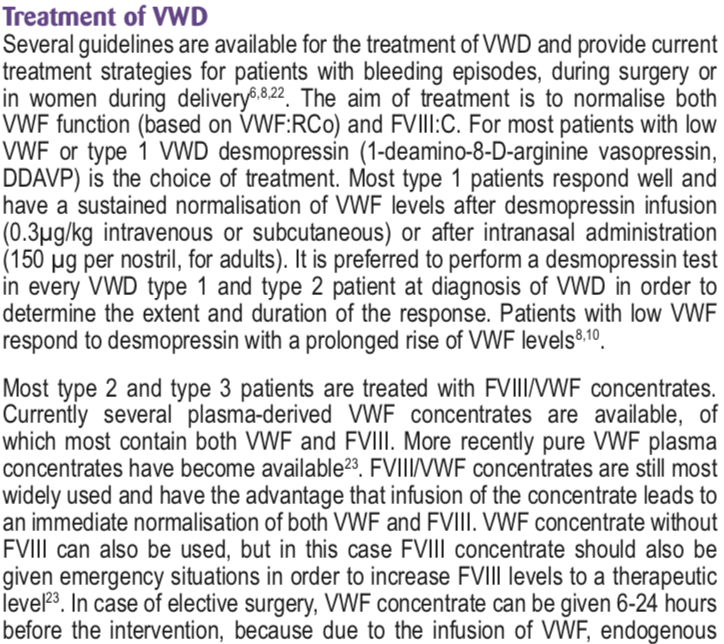 Treatment of VWD
Several guidelines are available for the treatment of VWD and provide current
treatment strategies for patients with bleeding episodes, during surgery or
in women during delivery6,8,22. The aim of treatment is to normalise both
VWF function (based on VWF:RCo) and FVIII:C. For most patients with low
VWF or type 1 VWD desmopressin (1-deamino-8-D-arginine vasopressin,
DDAVP) is the choice of treatment. Most type 1 patients respond well and
have a sustained normalisation of VWF levels after desmopressin infusion
(0.3µg/kg intravenous or subcutaneous) or after intranasal administration
(150 µg per nostril, for adults). It is preferred to perform a desmopressin test
in every VWD type 1 and type 2 patient at diagnosis of VWD in order to
determine the extent and duration of the response. Patients with low VWF
respond to desmopressin with a prolonged rise of VWF levels8,10.
Most type 2 and type 3 patients are treated with FVIII/VWF concentrates.
Currently several plasma-derived VWF concentrates are available, of
which most contain both VWF and FVIII. More recently pure VWF plasma
concentrates have become available23. FVIII/VWF concentrates are still most
widely used and have the advantage that infusion of the concentrate leads to
an immediate normalisation of both VWF and FVIII. VWF concentrate without
FVIII can also be used, but in this case FVIII concentrate should also be
given emergency situations in order to increase FVIII levels to a therapeutic
level23. In case of elective surgery, VWF concentrate can be given 6-24 hours
before the intervention, because due to the infusion of VWF, endogenous